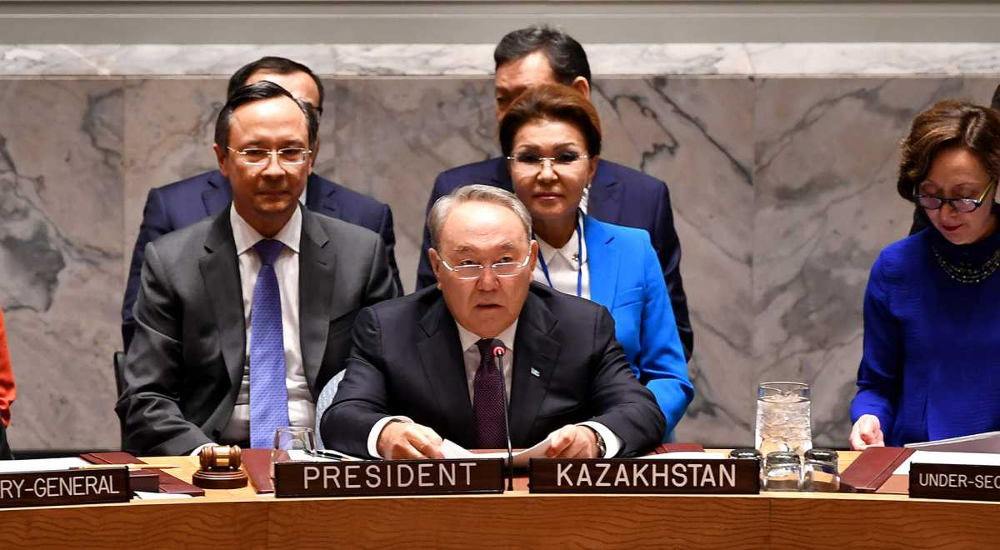 RY-GENERAL
PRESIDENT
KAZAKHSTAN
UNDER-SEC